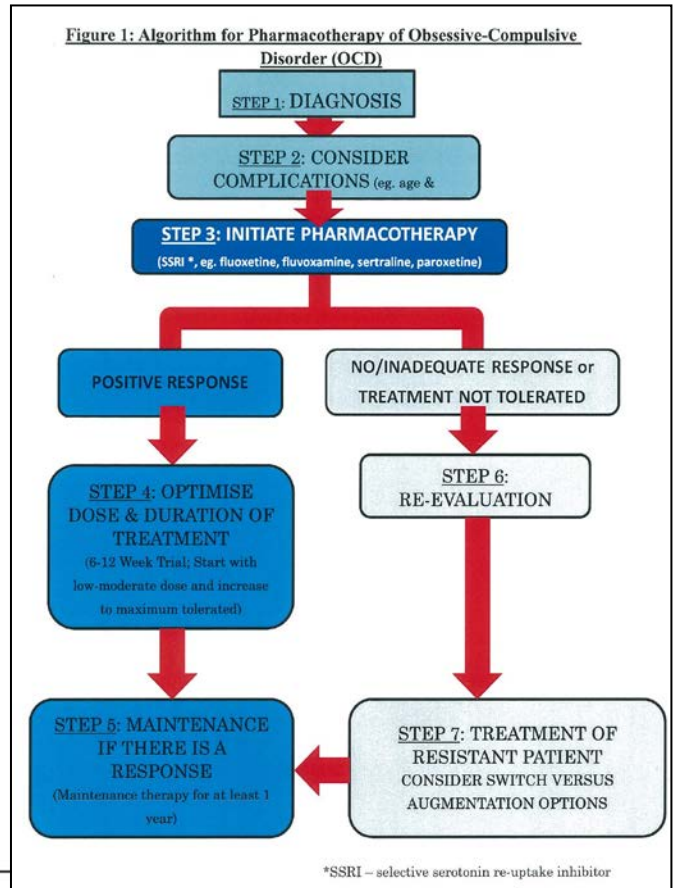 Figure 1: Algorithm for Pharmacotherapy of Obsessive-Compulsive
Disorder (OCD)
STEP 1: DIAGNOSIS
STEP 2: CONSIDER
COMPLICATIONS (eg. age &
STEP 3: INITIATE PHARMACOTHERAPY
(SSRI *, eg. fluoxetine, fluvoxamine, sertraline, paroxetine)
POSITIVE RESPONSE
NO/INADEQUATE RESPONSE or
TREATMENT NOT TOLERATED
STEP 4: OPTIMISE
DOSE & DURATION OF
TREATMENT
(6-12 Week Trial; Start with
low-moderate dose and increase
to maximum tolerated)
STEP 6:
RE-EVALUATION
STEP 5: MAINTENANCE
IF THERE IS A
RESPONSE
(Maintenance therapy for at least 1
year)
STEP 7: TREATMENT OF
RESISTANT PATIENT
CONSIDER SWITCH VERSUS
AUGMENTATION OPTIONS
*SSRI – selective serotonin re-uptake inhibitor